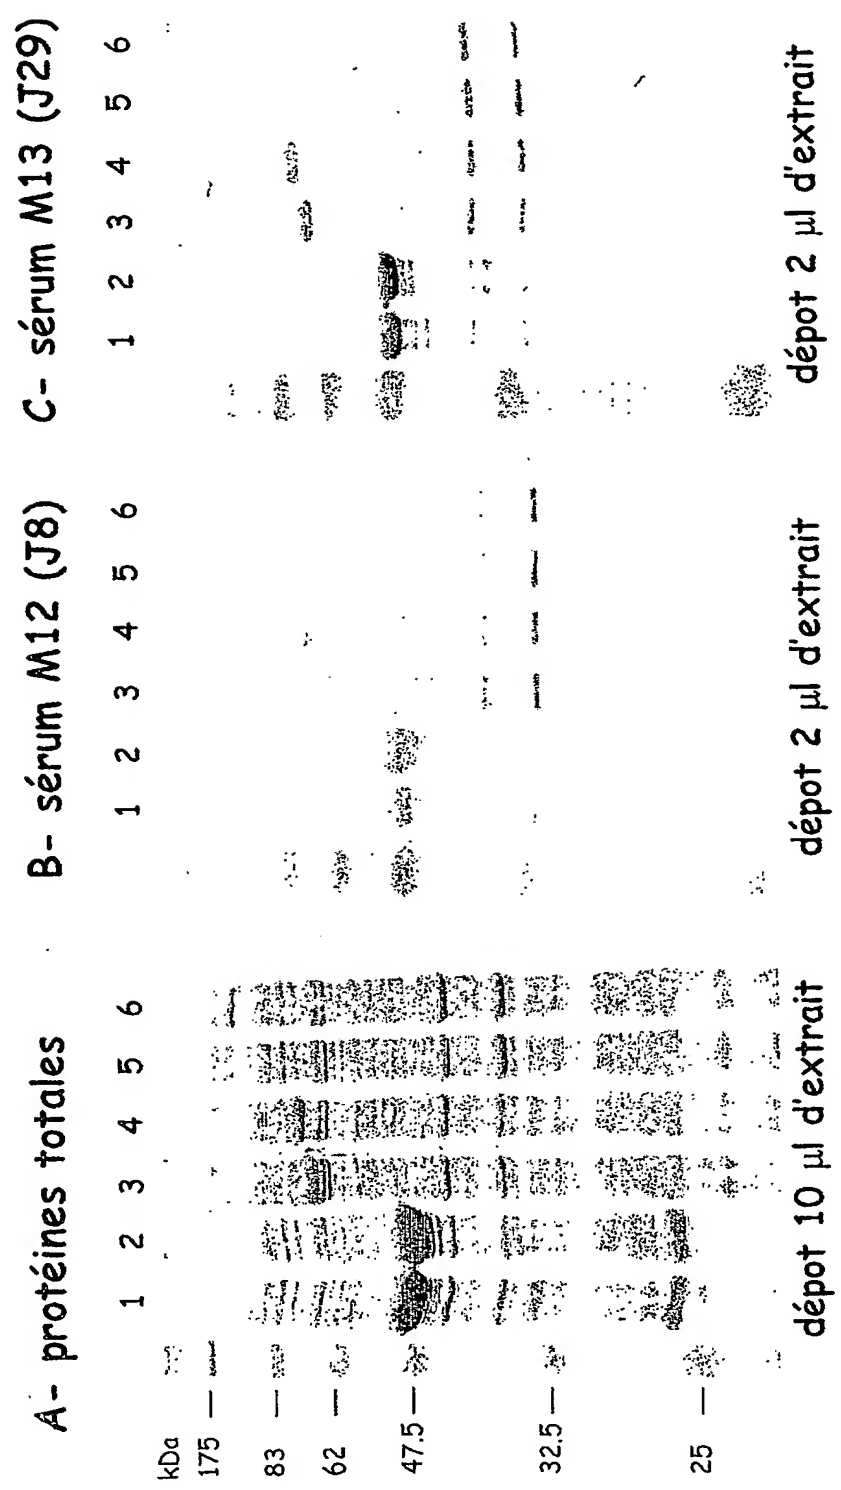 A- protéines totales
1 2 3 4 5 6
kDa
175
83
62
47.5
32.5
25
dépot 10 µl d'extrait
B- sérum M12 (J8)
1 2 3 4 5 6
dépot 2 µl d'extrait
C- sérum M13 (J29)
1 2 3 4 5 6
dépot 2 µl d'extrait